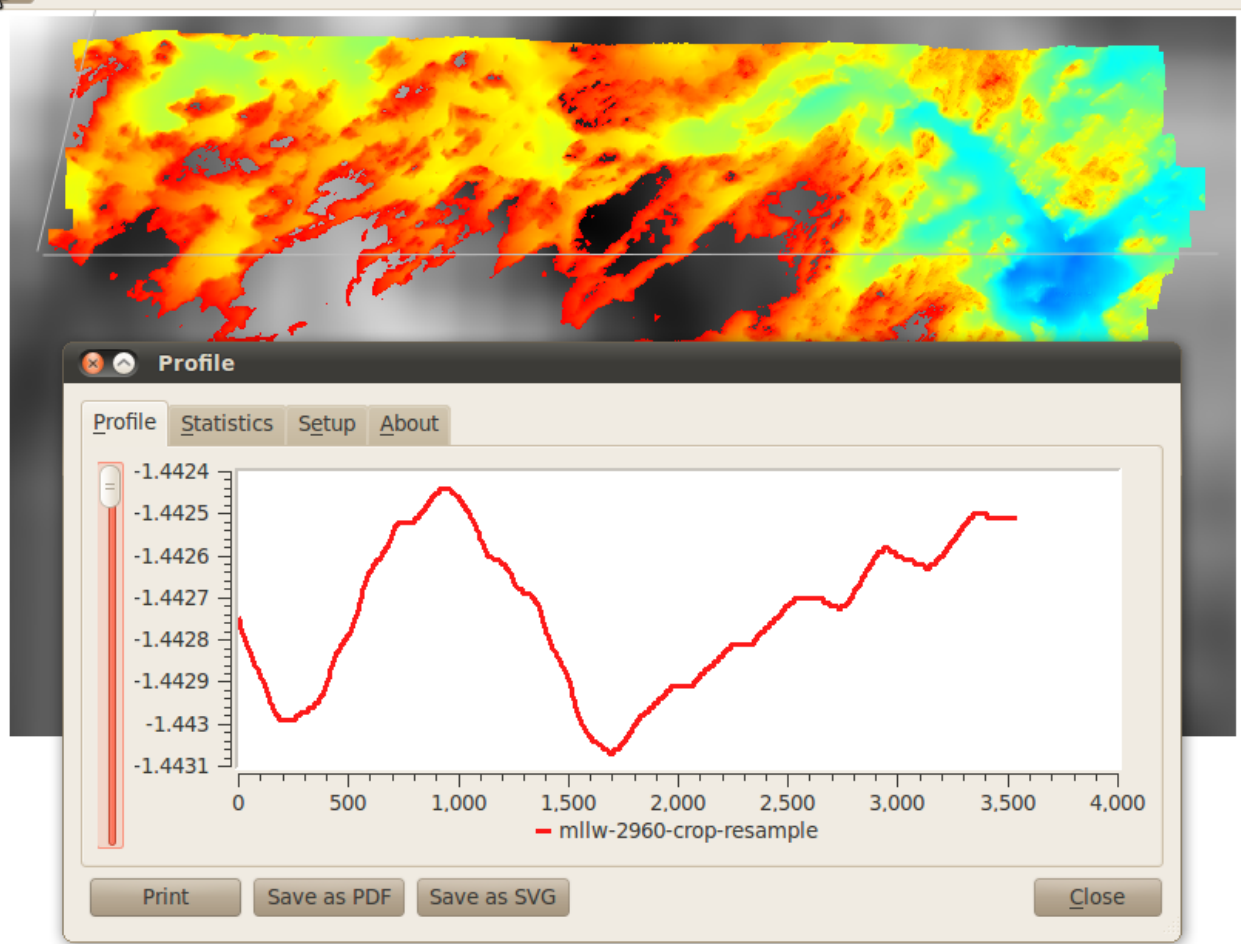 Profile
Profile Statistics Setup About
-1.4424
-1.4425
-1.4426
-1.4427
-1.4428
-1.4429
-1.443
-1.4431
0 500 1,000 1,500 2,000 2,500 3,000 3,500 4,000
mllw-2960-crop-resample
Print Save as PDF Save as SVG Close